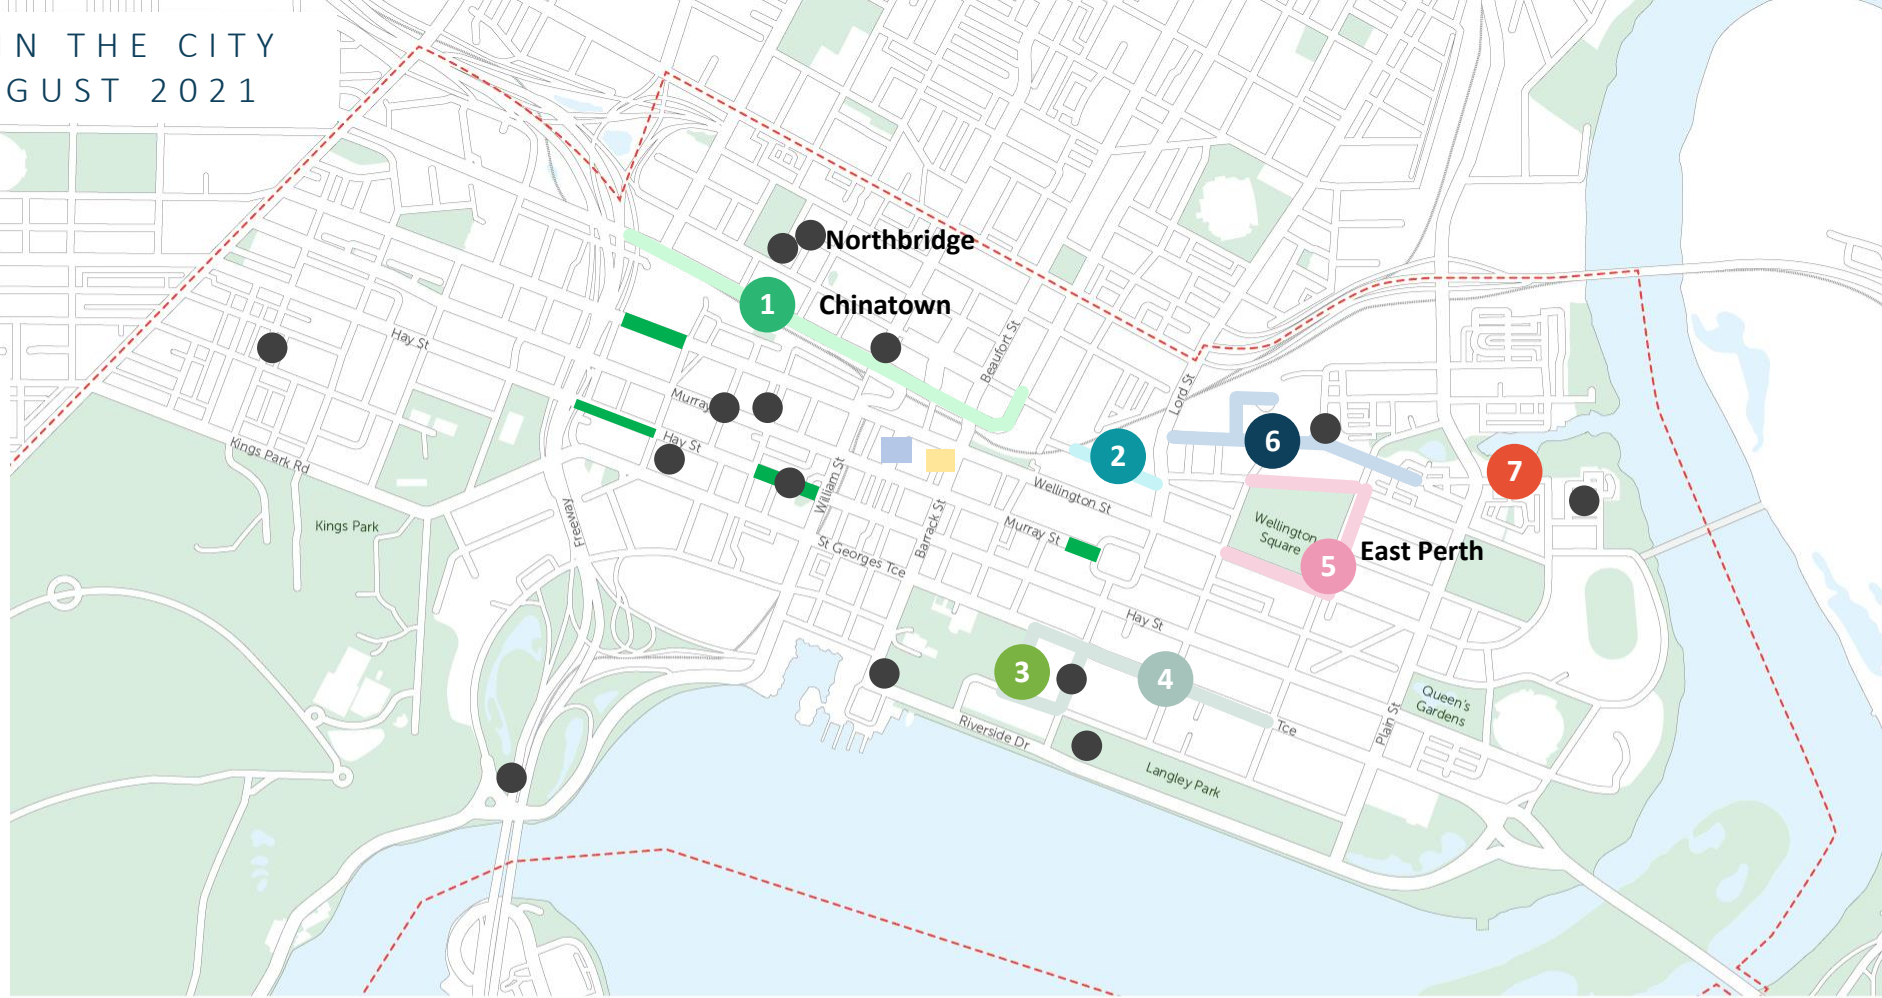 N THE CITY
GUST 2021
Northbridge
1
Chinatown
Beaufort St
Hay St
Lord St
Murray
Hay St
Kings Park Rd
6
2
7
William St
Wellington St
Kings Park
Freeway
Barrack St
Murray St
Wellington
Square
St Georges Tce
East Perth
5
Hay St
3
4
Queen's
Gardens
Plain St
Tce
Riverside Dr
Langley Park